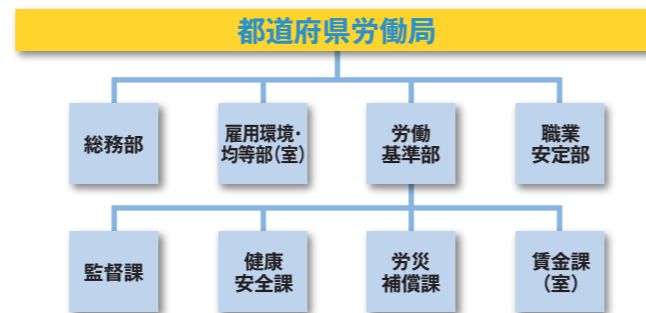 都道府県労働局
総務部
雇用環境・
均等部(室)
労働
基準部
職業
安定部
監督課
健康
安全課
労災
補償課
賃金課
(室)